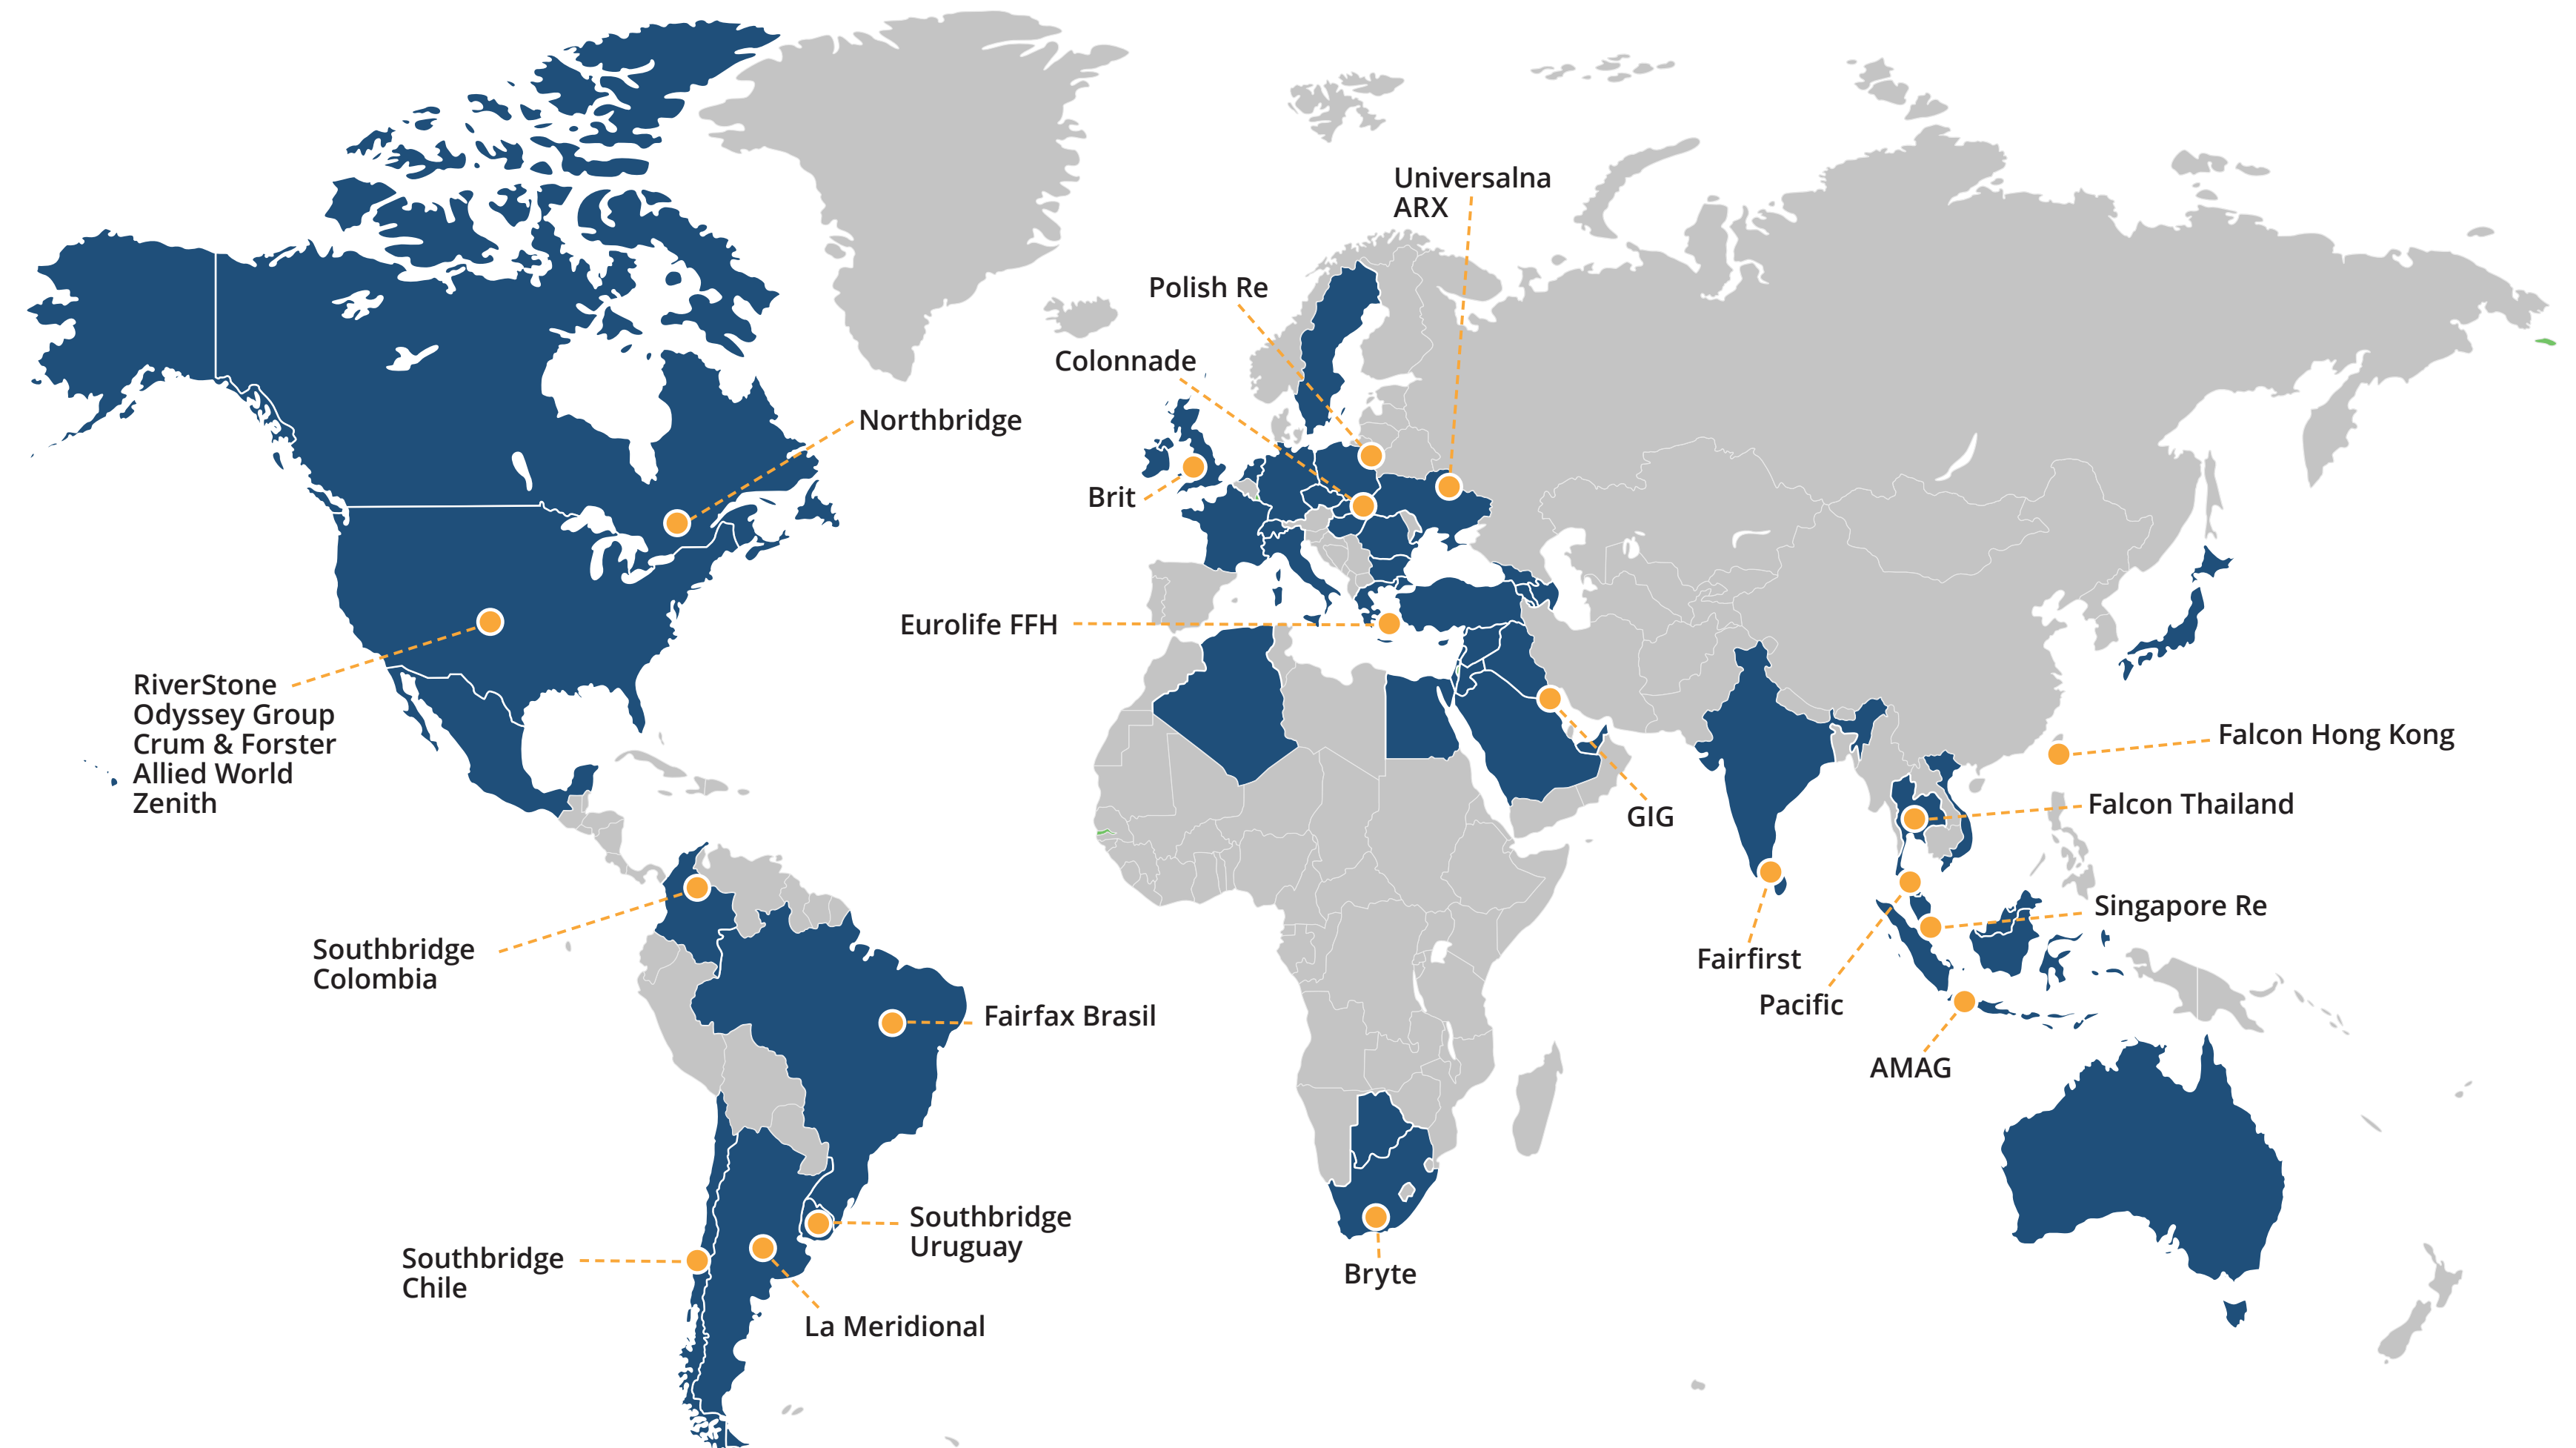 Universalna
ARX
Polish Re
Colonnade
Northbridge
Brit
Eurolife FFH
RiverStone
Odyssey Group
Crum & Forster
Allied World
Zenith
Falcon Hong Kong
Falcon Thailand
GIG
Singapore Re
Southbridge
Colombia
Fairfirst
Pacific
Fairfax Brasil
AMAG
Southbridge
Uruguay
Southbridge
Chile
Bryte
La Meridional